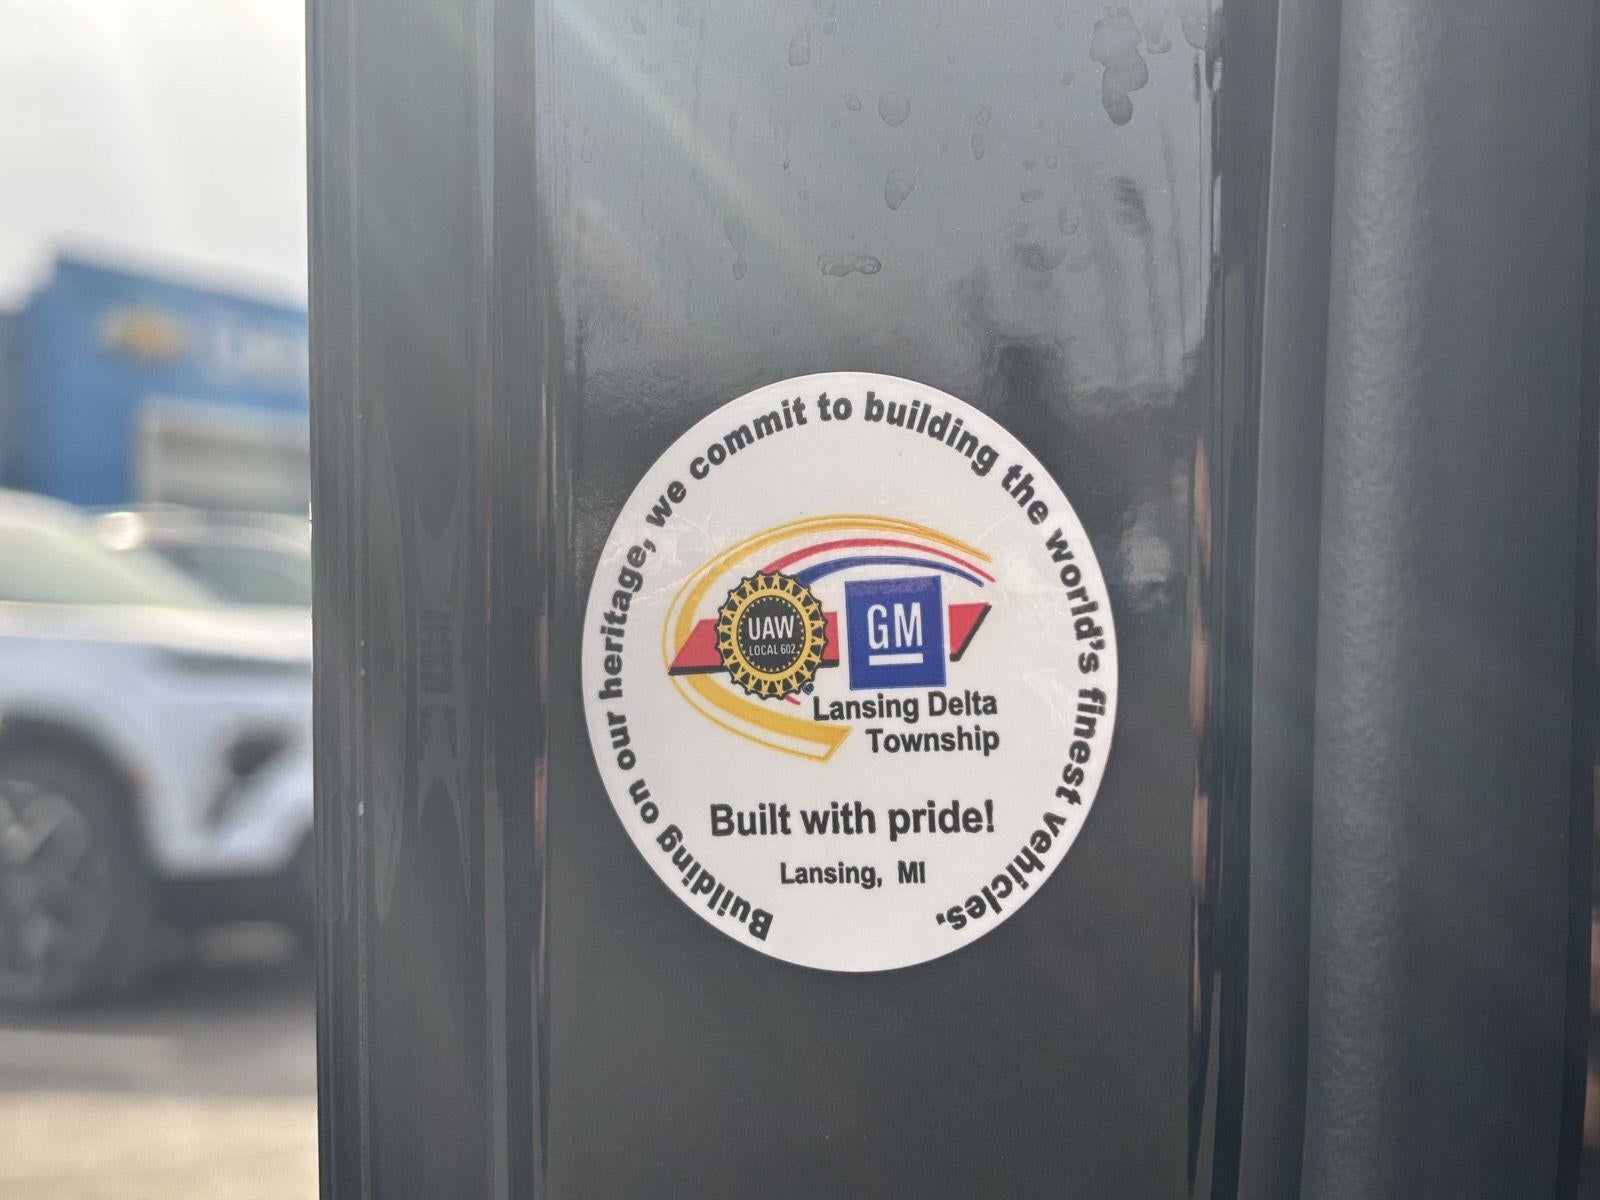 Building on our heritage, we commit to building the world's finest vehicles.
UAW
LOCAL 602
GM
Lansing Delta
Township
Built with pride!
Lansing, MI